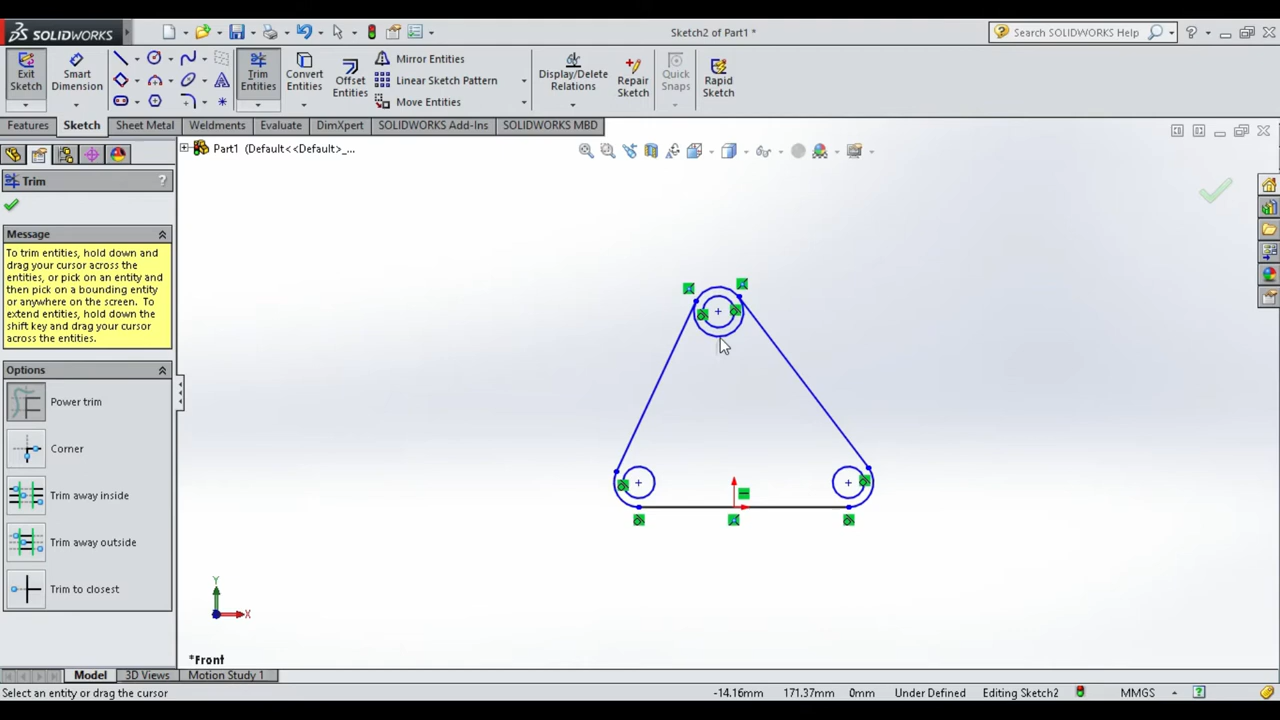 SOLIDWORKS
Sketch2 of Part1 *
Search SOLIDWORKS Help
Exit Sketch
Smart Dimension
Trim Entities
Convert Entities
Offset Entities
Mirror Entities
Linear Sketch Pattern
Move Entities
Display/Delete Relations
Repair Sketch
Quick Snaps
Rapid Sketch
Features
Sketch
Sheet Metal
Weldments
Evaluate
DimXpert
SOLIDWORKS Add-Ins
SOLIDWORKS MBD
Part1 (Default<<Default>_...
Trim
?
Message
To trim entities, hold down and
drag your cursor across the
entities, or pick on an entity and
then pick on a bounding entity
or anywhere on the screen. To
extend entities, hold down the
shift key and drag your cursor
across the entities.
Options
Power trim
Corner
Trim away inside
Trim away outside
Trim to closest
Y
X
*Front
Model
3D Views
Motion Study 1
Select an entity or drag the cursor
-14.16mm
171.37mm
0mm
Under Defined
Editing Sketch2
MMGS